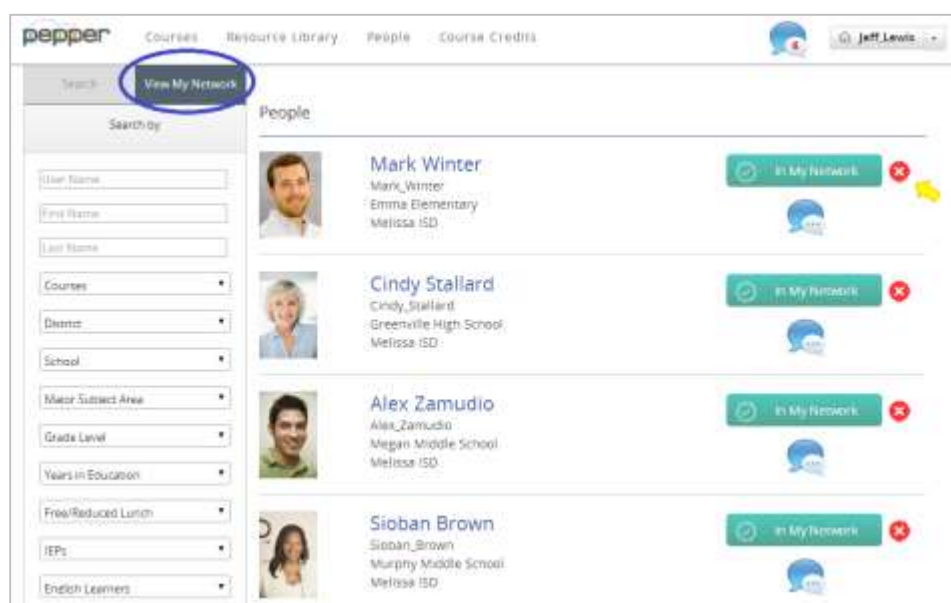 pepper Courses Resource Library People Course Credits Jeff_Lewis
Search View My Network
Search by
User Name
First Name
Last Name
Courses
District
School
Major Subject Area
Grade Level
Years in Education
Free/Reduced Lunch
IEPs
English Learners
People
Mark Winter
Mark_Winter
Emma Elementary
Melissa ISD
In My Network
Cindy Stallard
Cindy_Stallard
Greenville High School
Melissa ISD
In My Network
Alex Zamudio
Alex_Zamudio
Megan Middle School
Melissa ISD
In My Network
Sioban Brown
Sioban_Brown
Murphy Middle School
Melissa ISD
In My Network